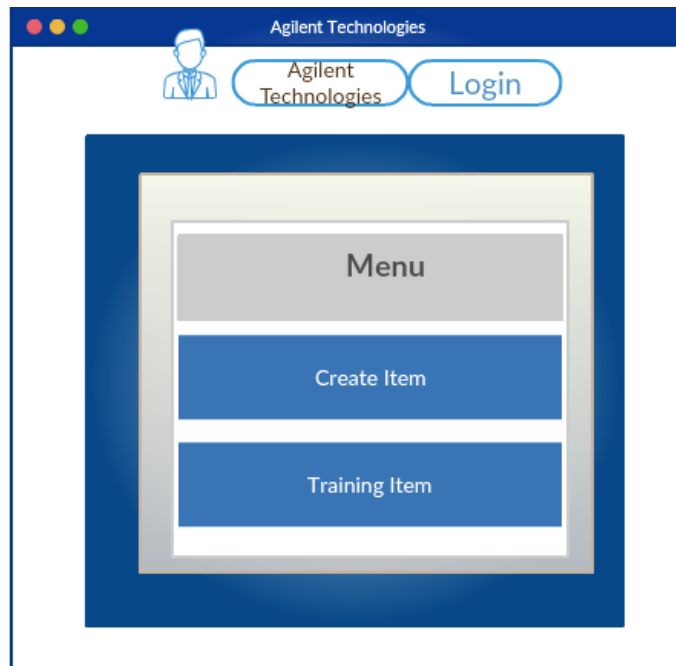 Agilent Technologies
Agilent
Technologies
Login
Menu
Create Item
Training Item